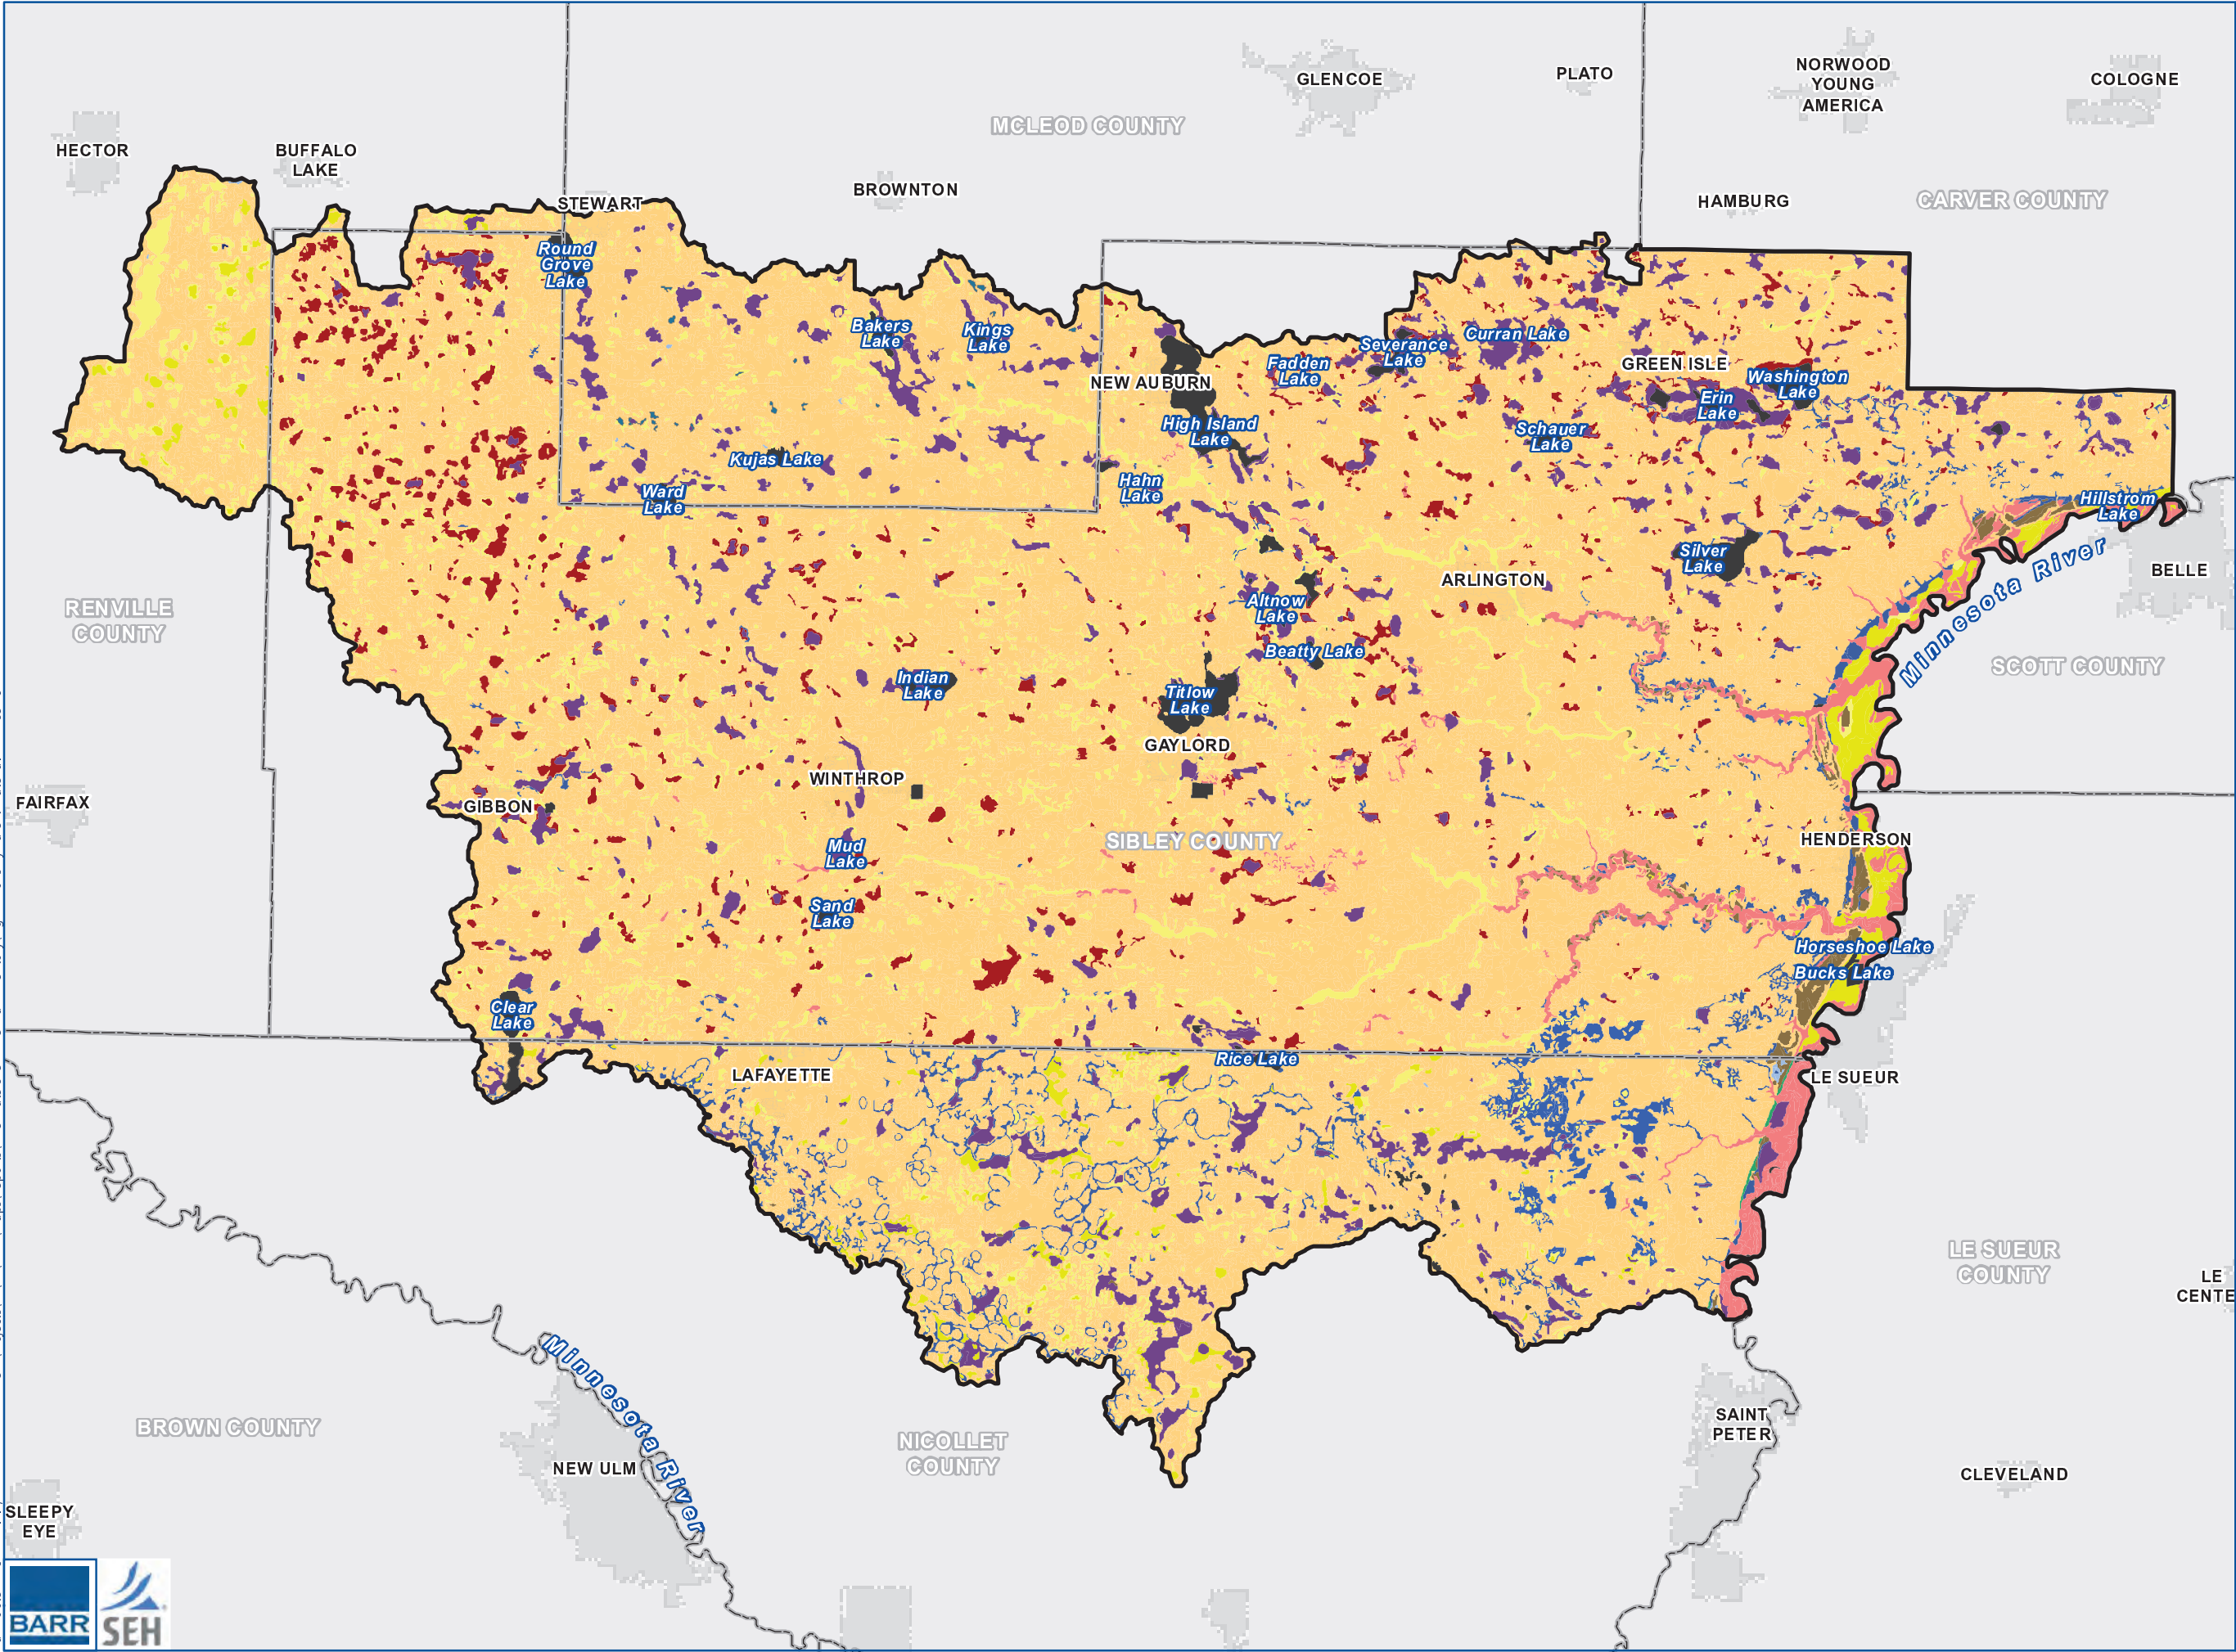 NORWOOD
YOUNG
AMERICA
GLENCOE
PLATO
COLOGNE
MCLEOD COUNTY
HECTOR
BUFFALO
LAKE
BROWNTON
STEWART
HAMBURG
CARVER COUNTY
Round
Grove
Lake
Bakers
Lake
Kings
Lake
Severance
Lake
Curran Lake
Fadden
Lake
GREEN ISLE
NEW AUBURN
Washington
Lake
Erin
Lake
High Island
Lake
Schauer
Lake
Kujas Lake
Ward
Lake
Hahn
Lake
Hillstrom
Lake
Silver
Lake
Minnesota River
BELLE
ARLINGTON
Altnow
Lake
RENVILLE
COUNTY
Beatty Lake
SCOTT COUNTY
Indian
Lake
Titlow
Lake
GAYLORD
WINTHROP
FAIRFAX
GIBBON
SIBLEY COUNTY
HENDERSON
Mud
Lake
Sand
Lake
Horseshoe Lake
Bucks Lake
Clear
Lake
Rice Lake
LAFAYETTE
LE SUEUR
LE SUEUR
COUNTY
LE
CENTE
Minnesota River
BROWN COUNTY
NICOLLET
COUNTY
SAINT
PETER
NEW ULM
CLEVELAND
SLEEPY
EYE
BARR
SEH